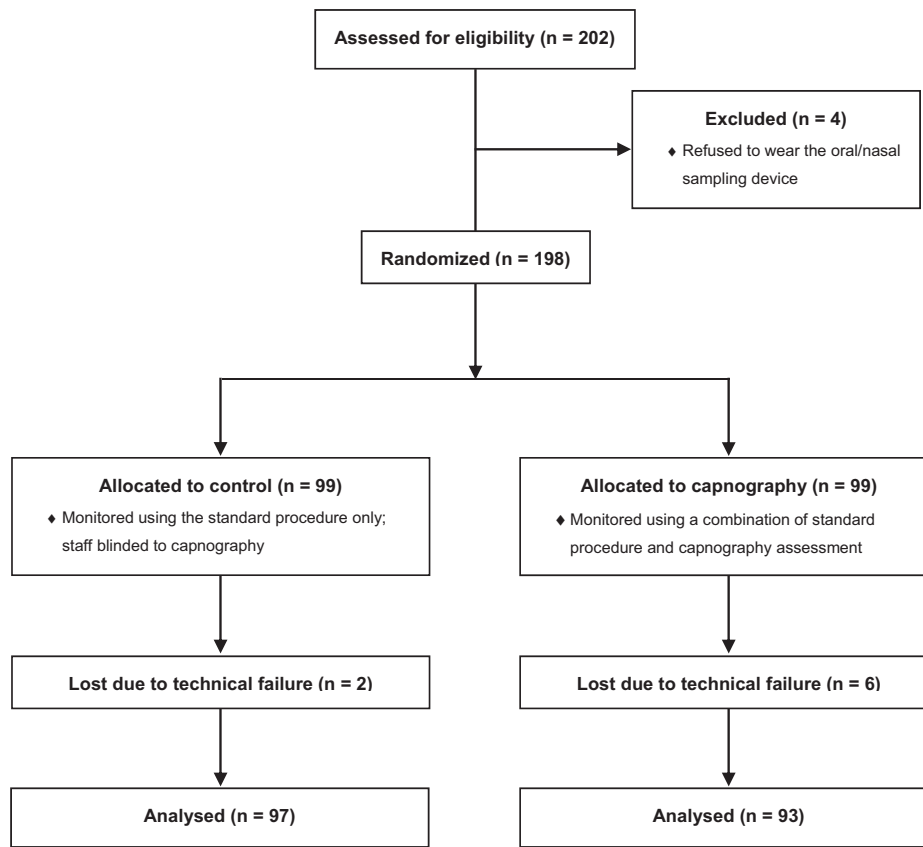 Assessed for eligibility (n = 202)
Excluded (n = 4)
♦ Refused to wear the oral/nasal
sampling device
Randomized (n = 198)
Allocated to control (n = 99)
♦ Monitored using the standard procedure only;
staff blinded to capnography
Allocated to capnography (n = 99)
♦ Monitored using a combination of standard
procedure and capnography assessment
Lost due to technical failure (n = 2)
Lost due to technical failure (n = 6)
Analysed (n = 97)
Analysed (n = 93)